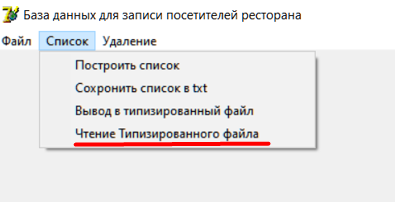 База данных для записи посетителей ресторана
Файл Список Удаление
Построить список
Сохронить список в txt
Вывод в типизированный файл
Чтение Типизированного файла